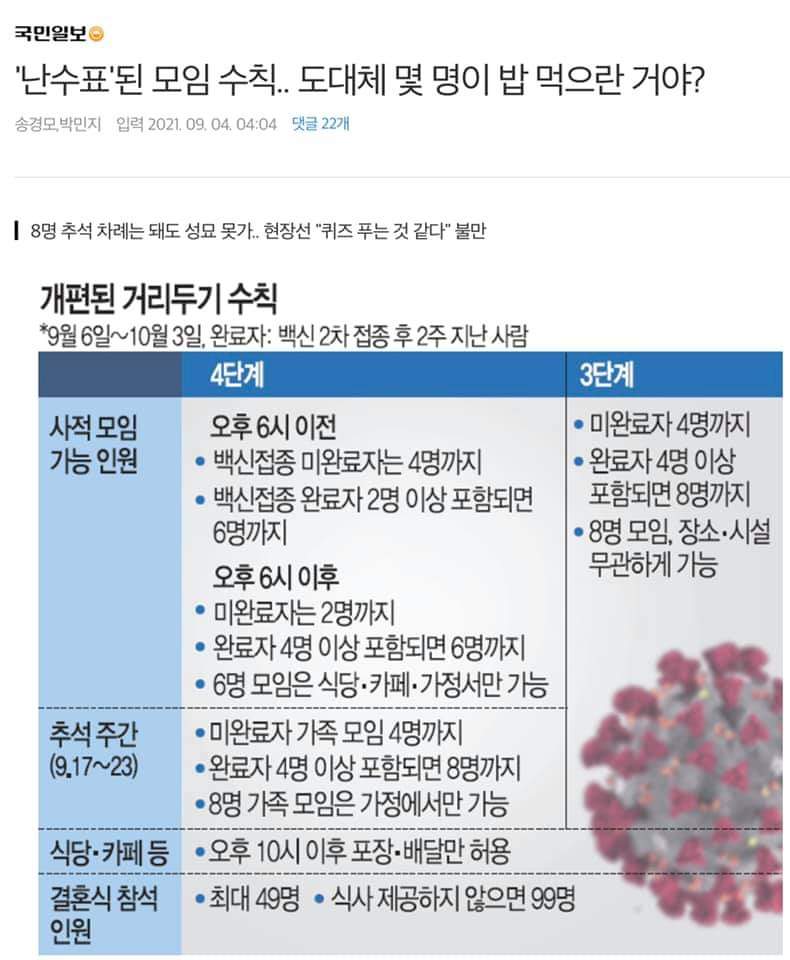 국민일보
'난수표'된 모임 수칙.. 도대체 몇 명이 밥 먹으란 거야?
송경모,박민지 입력 2021. 09. 04. 04:04 댓글 22개
8명 추석 차례는 돼도 성묘 못가.. 현장선 "퀴즈 푸는 것 같다" 불만
개편된 거리두기 수칙
*9월 6일~10월 3일, 완료자: 백신 2차 접종 후 2주 지난 사람
4단계
3단계
사적 모임
가능 인원
오후 6시 이전
• 백신접종 미완료자는 4명까지
• 백신접종 완료자 2명 이상 포함되면
6명까지
오후 6시 이후
• 미완료자는 2명까지
• 완료자 4명 이상 포함되면 6명까지
• 6명 모임은 식당·카페·가정서만 가능
• 미완료자 4명까지
• 완료자 4명 이상
포함되면 8명까지
• 8명 모임, 장소·시설
무관하게 가능
추석 주간
(9.17~23)
• 미완료자 가족 모임 4명까지
• 완료자 4명 이상 포함되면 8명까지
• 8명 가족 모임은 가정에서만 가능
식당·카페 등
• 오후 10시 이후 포장·배달만 허용
결혼식 참석
인원
• 최대 49명 • 식사 제공하지 않으면 99명